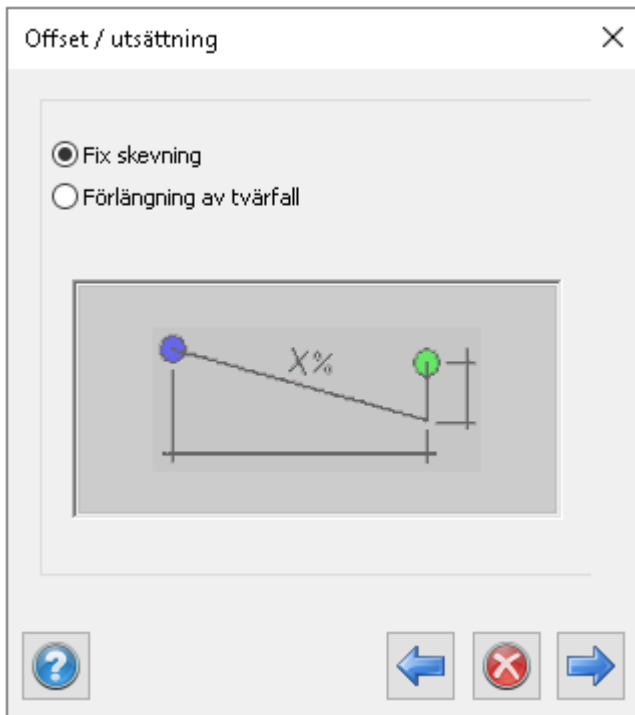 Offset / utsättning
Fix skevning
Förlängning av tvärfall
X%
?